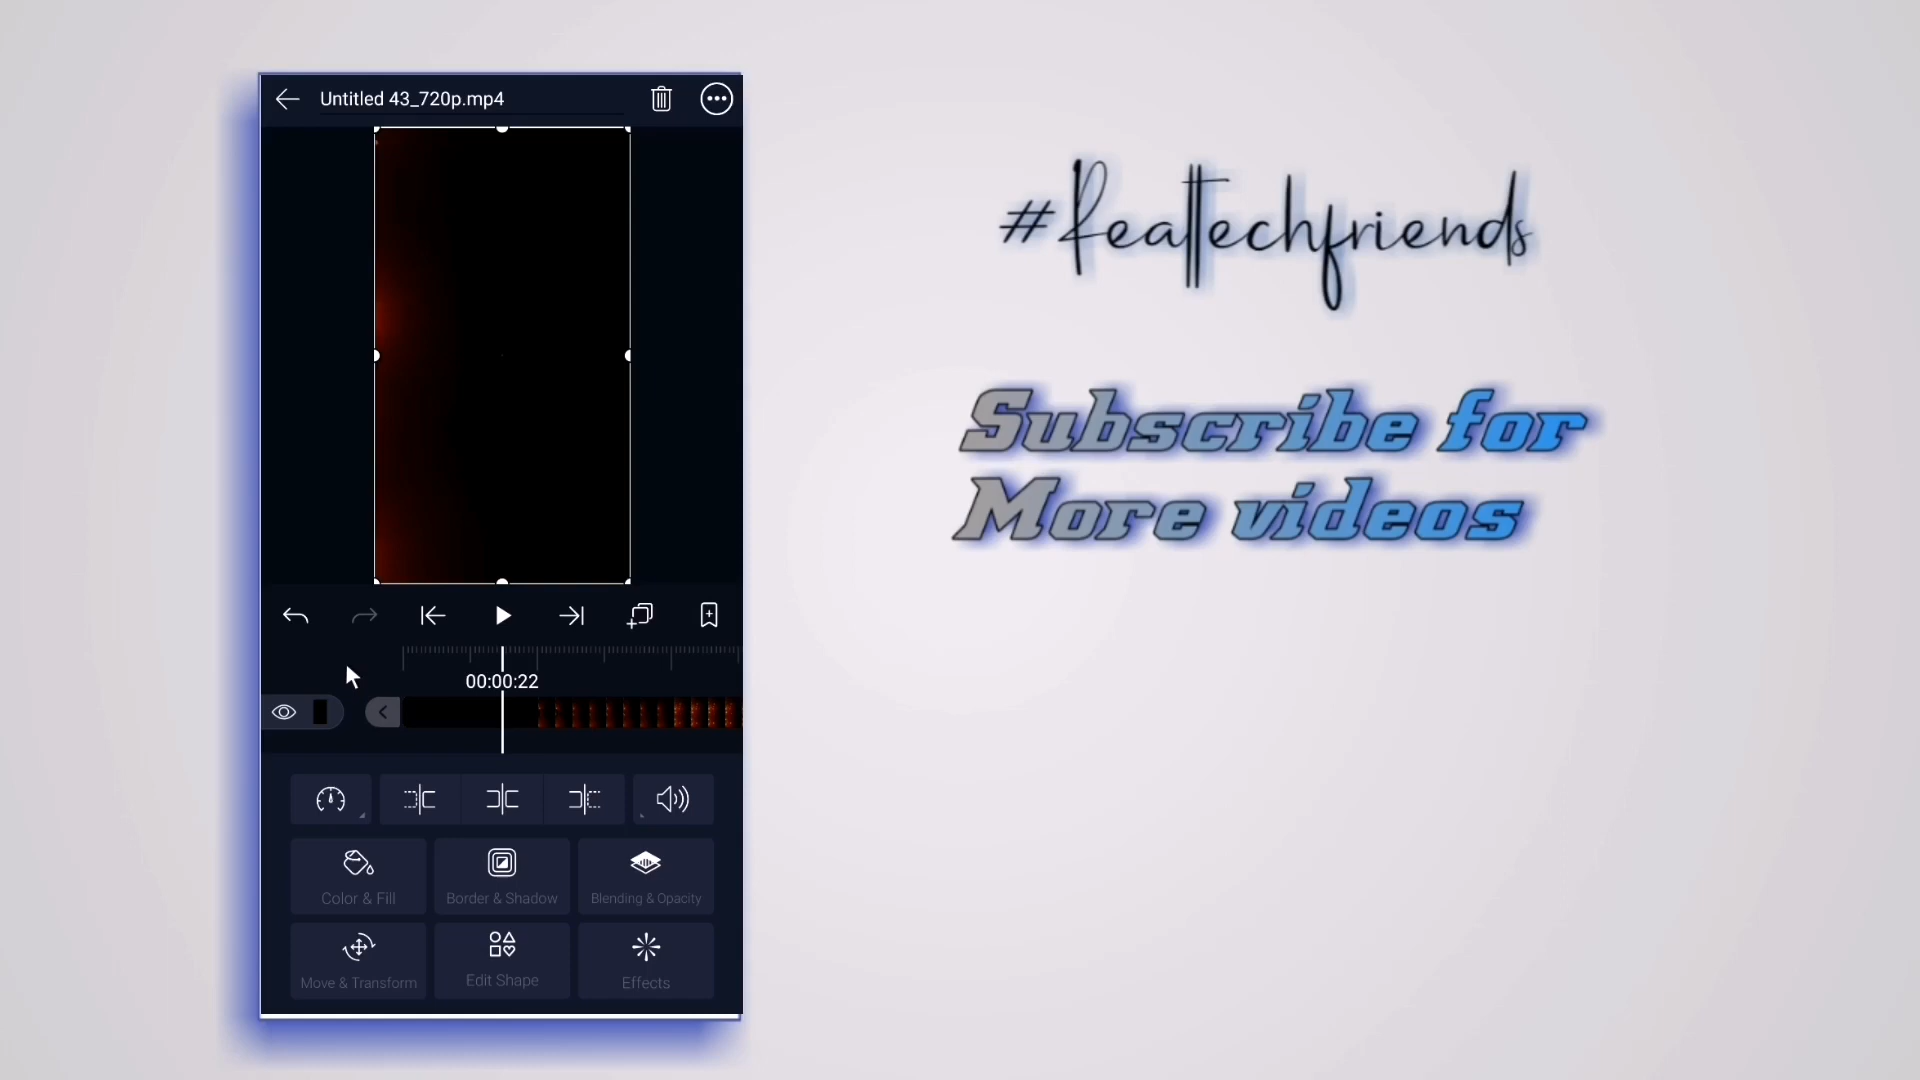 Untitled 43_720p.mp4
#Realtechfriends
Subscribe for
More videos
00:00:22
Color & Fill
Border & Shadow
Blending & Opacity
Move & Transform
Edit Shape
Effects